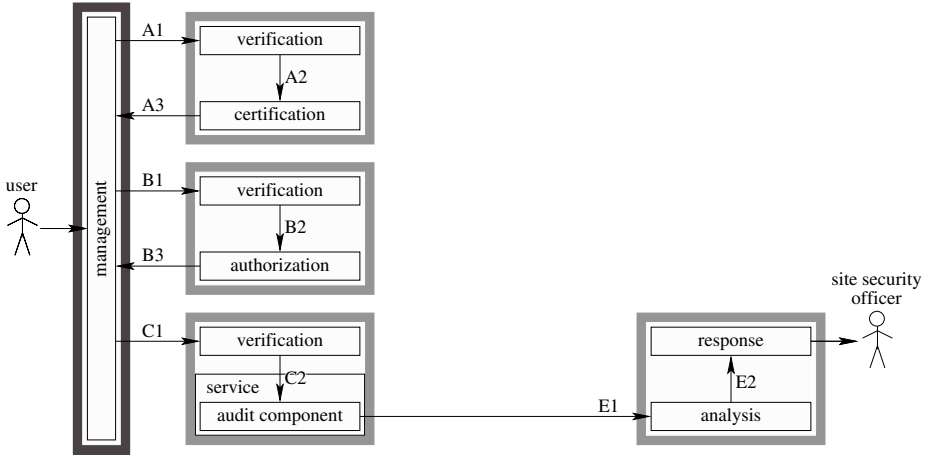 A1
verification
A2
A3
certification
user
management
B1
verification
B2
B3
authorization
site security
officer
C1
verification
response
C2
service
E2
audit component
E1
analysis